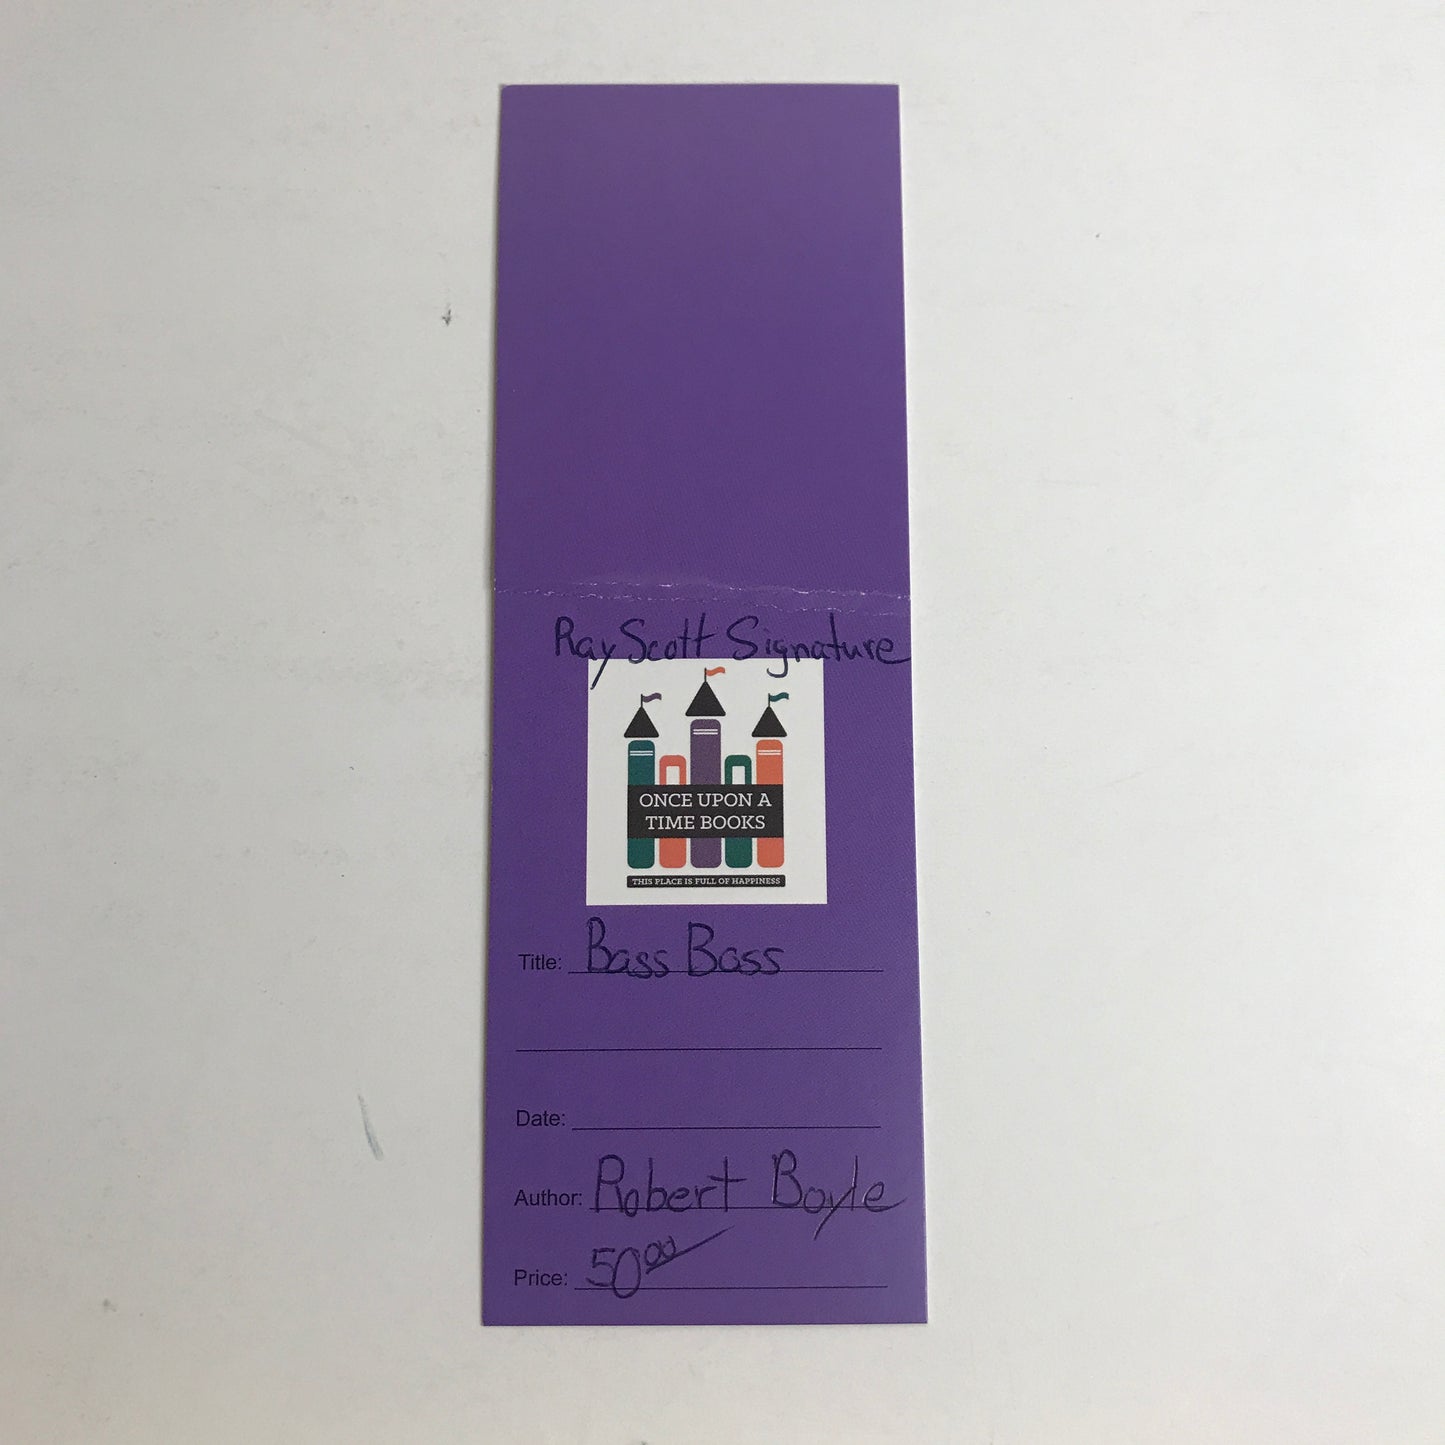 Ray Scott Signature
ONCE UPON A
TIME BOOKS
THIS PLACE IS FULL OF HAPPINESS
Title: Bass Boss
Date:
Author: Robert Boyle
Price: 50.00